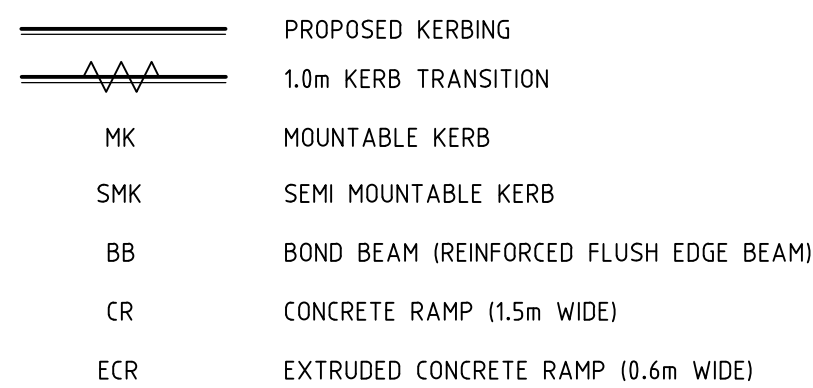 PROPOSED KERBING
1.0m KERB TRANSITION
MK MOUNTABLE KERB
SMK SEMI MOUNTABLE KERB
BB BOND BEAM (REINFORCED FLUSH EDGE BEAM)
CR CONCRETE RAMP (1.5m WIDE)
ECR EXTRUDED CONCRETE RAMP (0.6m WIDE)